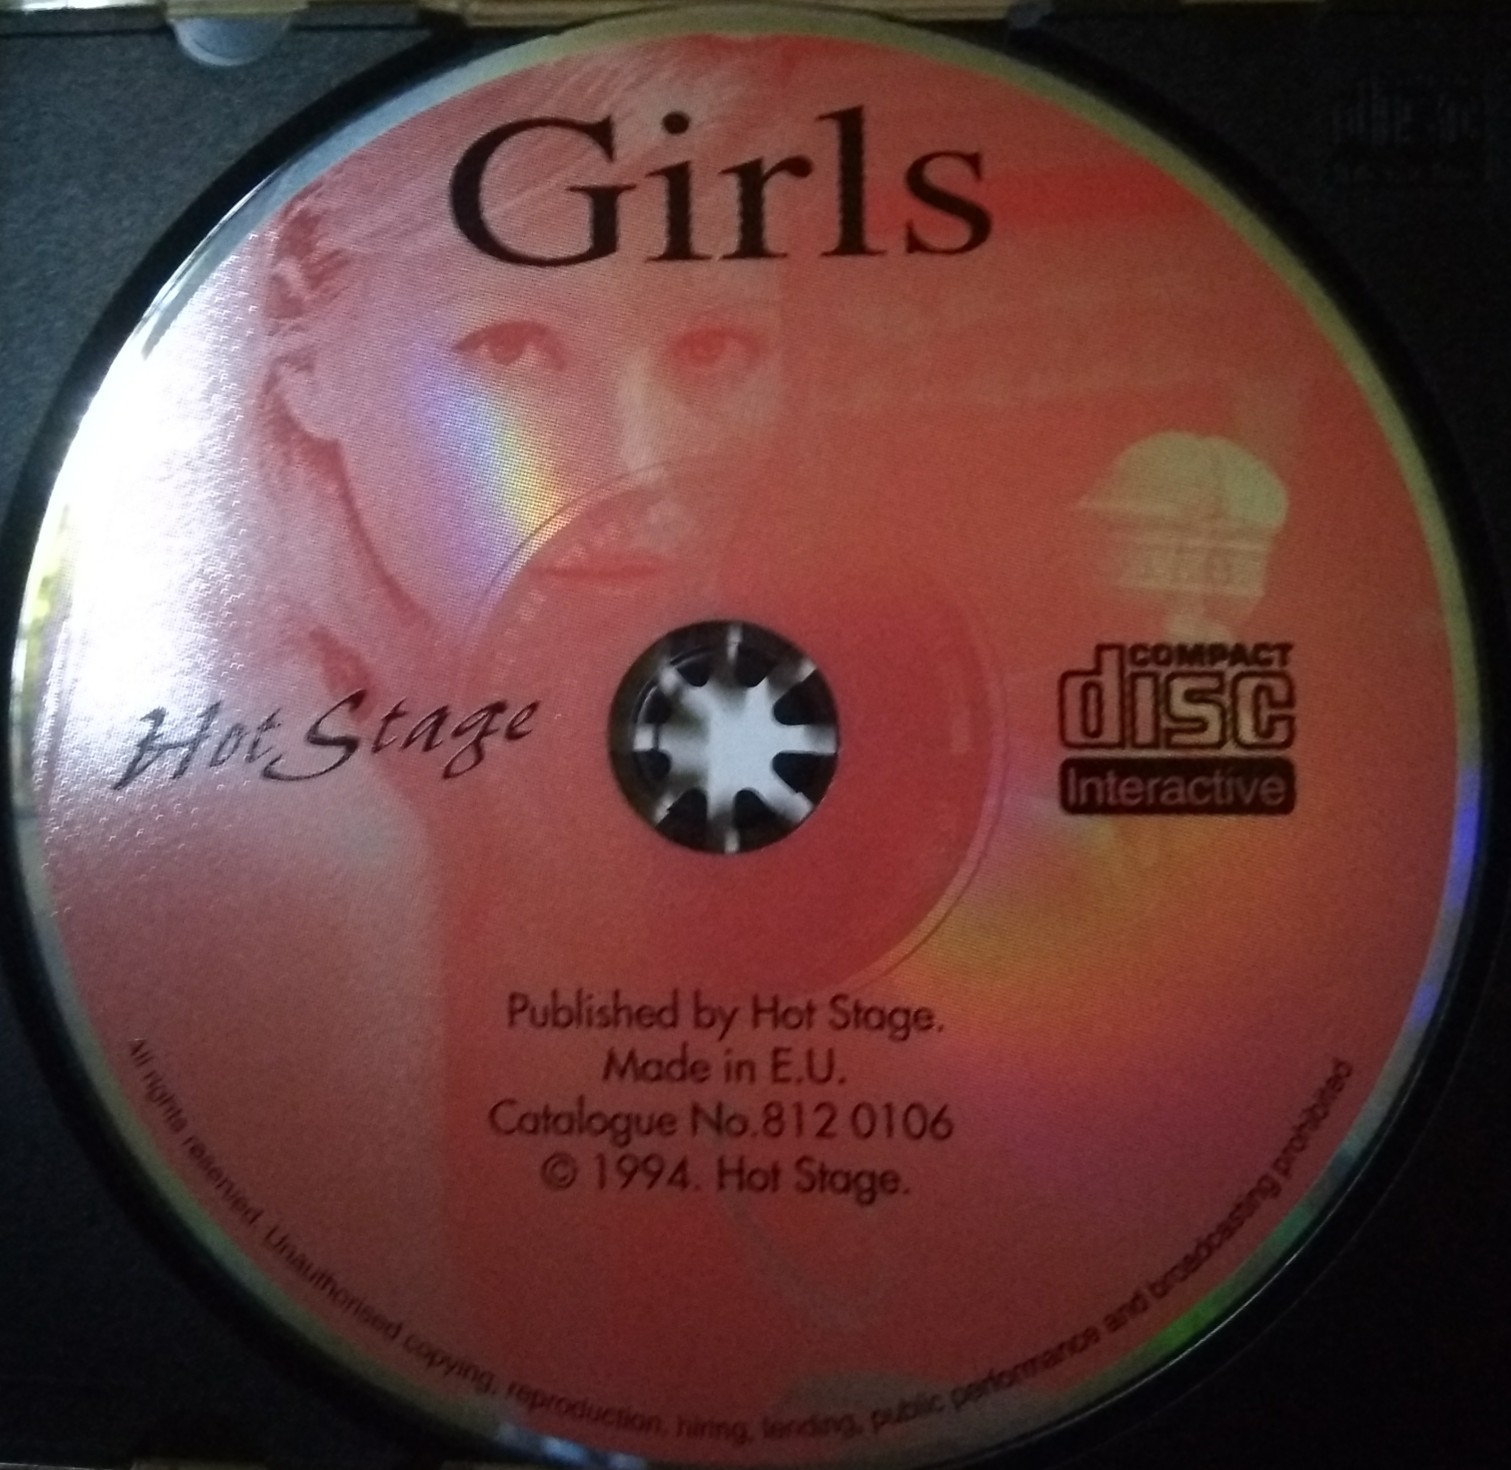 Girls
Hot Stage
COMPACT
disc
Interactive
Published by Hot Stage.
Made in E.U.
Catalogue No.812 0106
© 1994. Hot Stage.
All rights reserved. Unauthorised copying, reproduction, hiring, lending, public performance and broadcasting prohibited